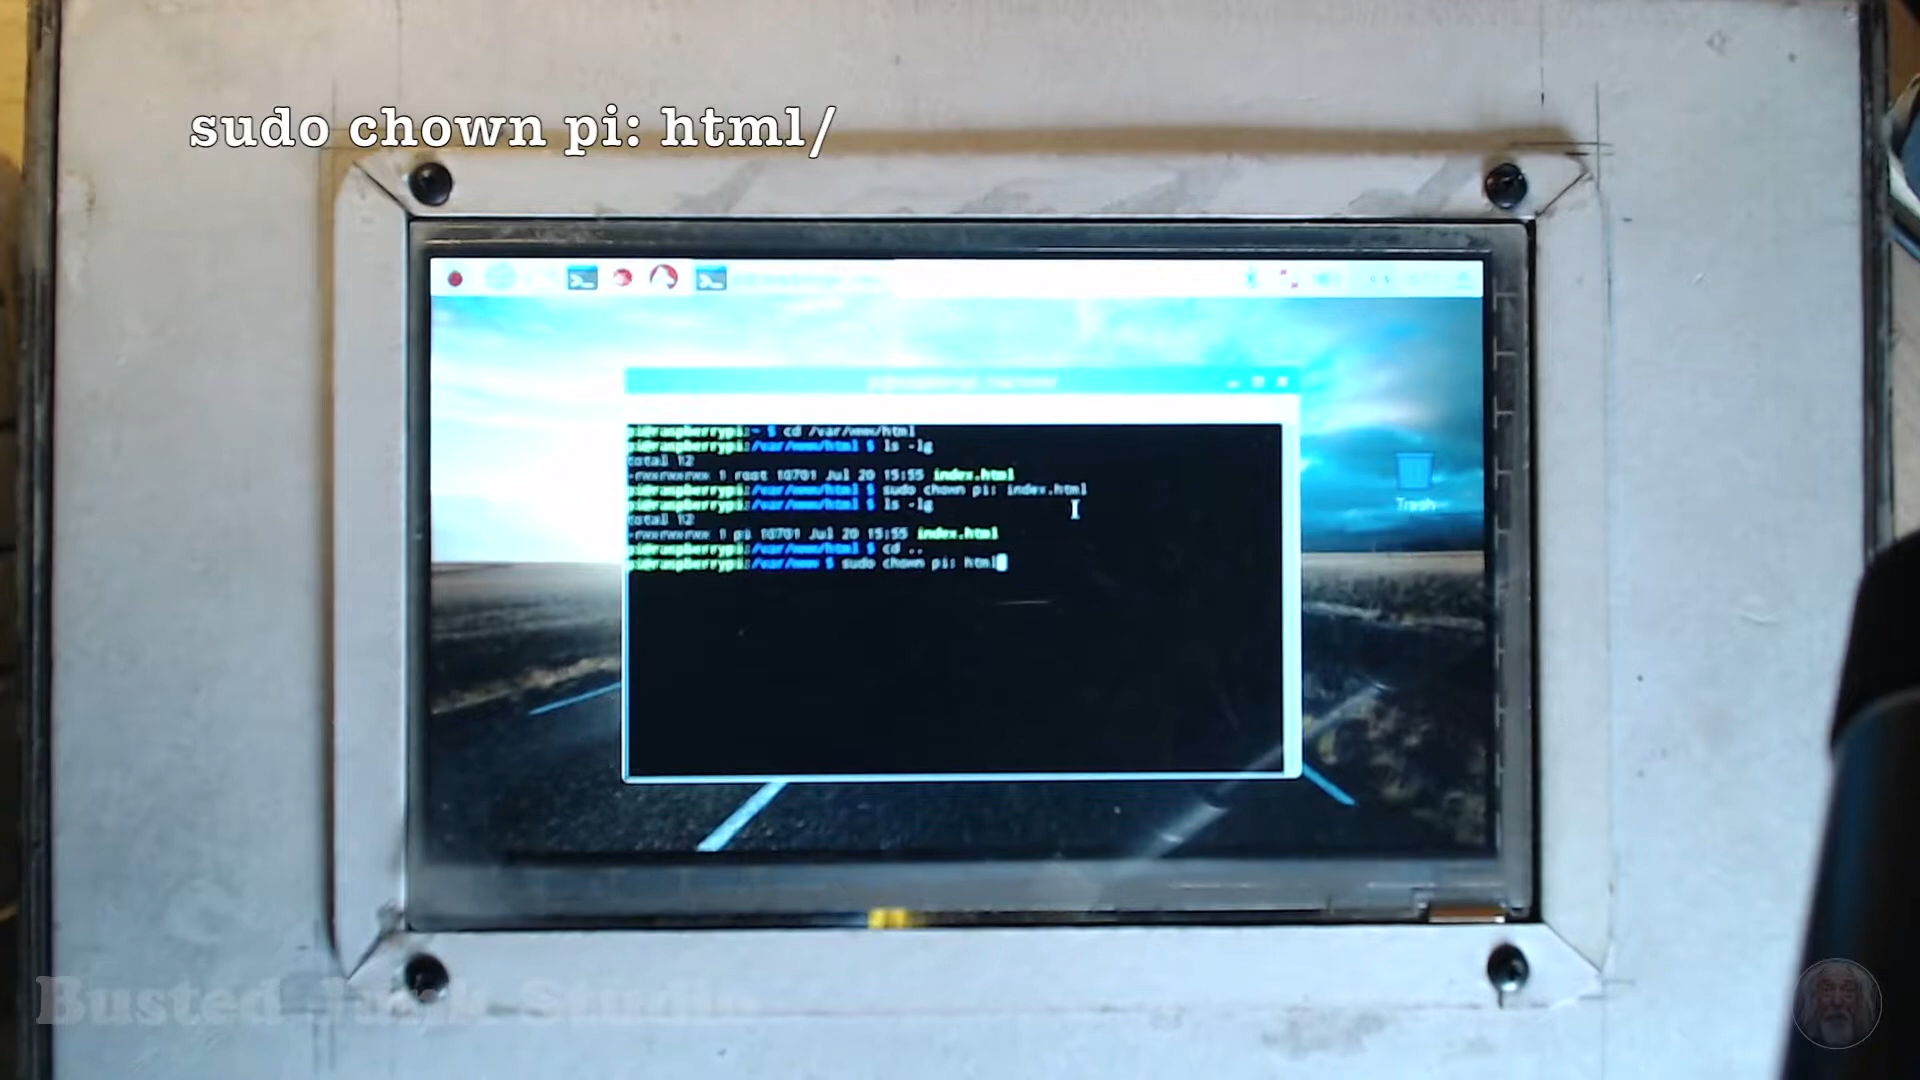 sudo chown pi: html/
pi@raspberrypi:~ $ cd /var/www/html
pi@raspberrypi:/var/www/html $ ls -lg
total 12
-rwxrwxrwx 1 root 10701 Jul 20 15:55 index.html
pi@raspberrypi:/var/www/html $ sudo chown pi: index.html
pi@raspberrypi:/var/www/html $ ls -lg
total 12
-rwxrwxrwx 1 pi 10701 Jul 20 15:55 index.html
pi@raspberrypi:/var/www/html $ cd ..
pi@raspberrypi:/var/www $ sudo chown pi: html
Trash
Busted Junk Studio